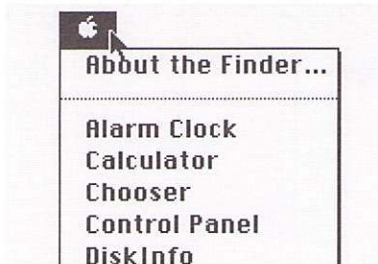 About the Finder...
Alarm Clock
Calculator
Chooser
Control Panel
DiskInfo